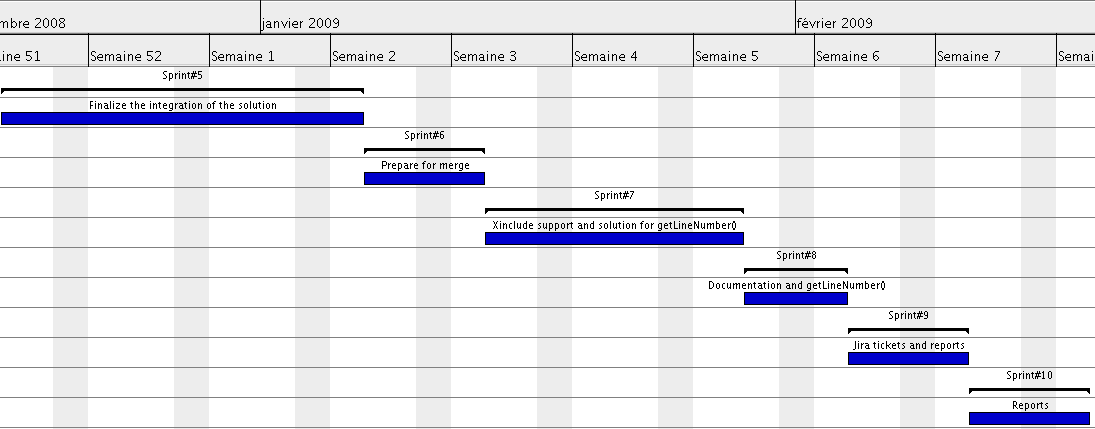 mbre 2008 janvier 2009 février 2009
ine 51 Semaine 52 Semaine 1 Semaine 2 Semaine 3 Semaine 4 Semaine 5 Semaine 6 Semaine 7 Semai
Sprint#5
Finalize the integration of the solution
Sprint#6
Prepare for merge
Sprint#7
Xinclude support and solution for getLineNumber()
Sprint#8
Documentation and getLineNumber()
Sprint#9
Jira tickets and reports
Sprint#10
Reports